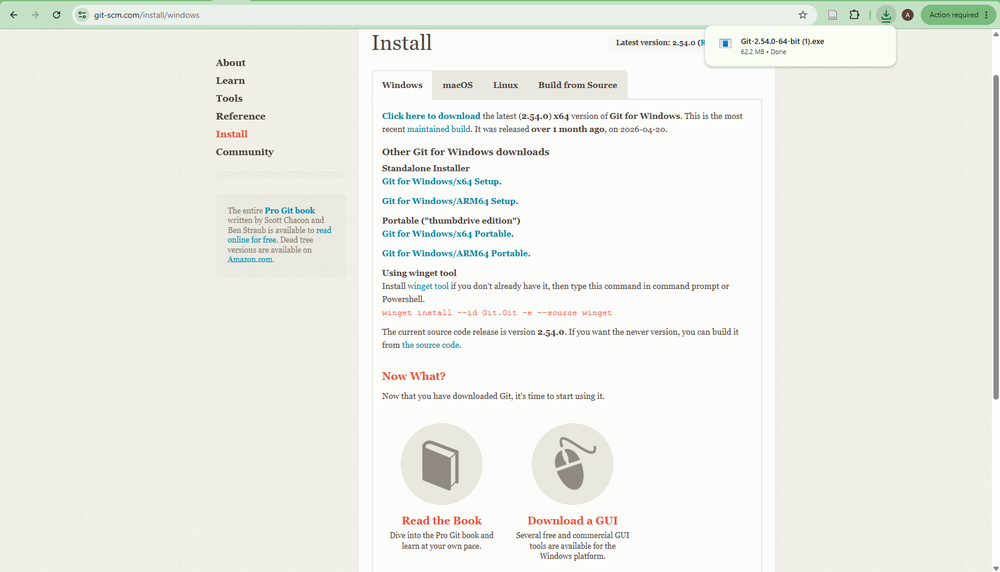 git-scm.com/install/windows
A
Action required
Git-2.54.0-64-bit (1).exe
62.2 MB • Done
Install
Latest version: 2.54.0 (R
About
Learn
Tools
Reference
Install
Community
The entire Pro Git book
written by Scott Chacon and
Ben Straub is available to read
online for free. Dead tree
versions are available on
Amazon.com.
Windows
macOS
Linux
Build from Source
Click here to download the latest (2.54.0) x64 version of Git for Windows. This is the most
recent maintained build. It was released over 1 month ago, on 2026-04-20.
Other Git for Windows downloads
Standalone Installer
Git for Windows/x64 Setup.
Git for Windows/ARM64 Setup.
Portable ("thumbdrive edition")
Git for Windows/x64 Portable.
Git for Windows/ARM64 Portable.
Using winget tool
Install winget tool if you don't already have it, then type this command in command prompt or
Powershell.
winget install --id Git.Git -e --source winget
The current source code release is version 2.54.0. If you want the newer version, you can build it
from the source code.
Now What?
Now that you have downloaded Git, it's time to start using it.
Read the Book
Dive into the Pro Git book and
learn at your own pace.
Download a GUI
Several free and commercial GUI
tools are available for the
Windows platform.